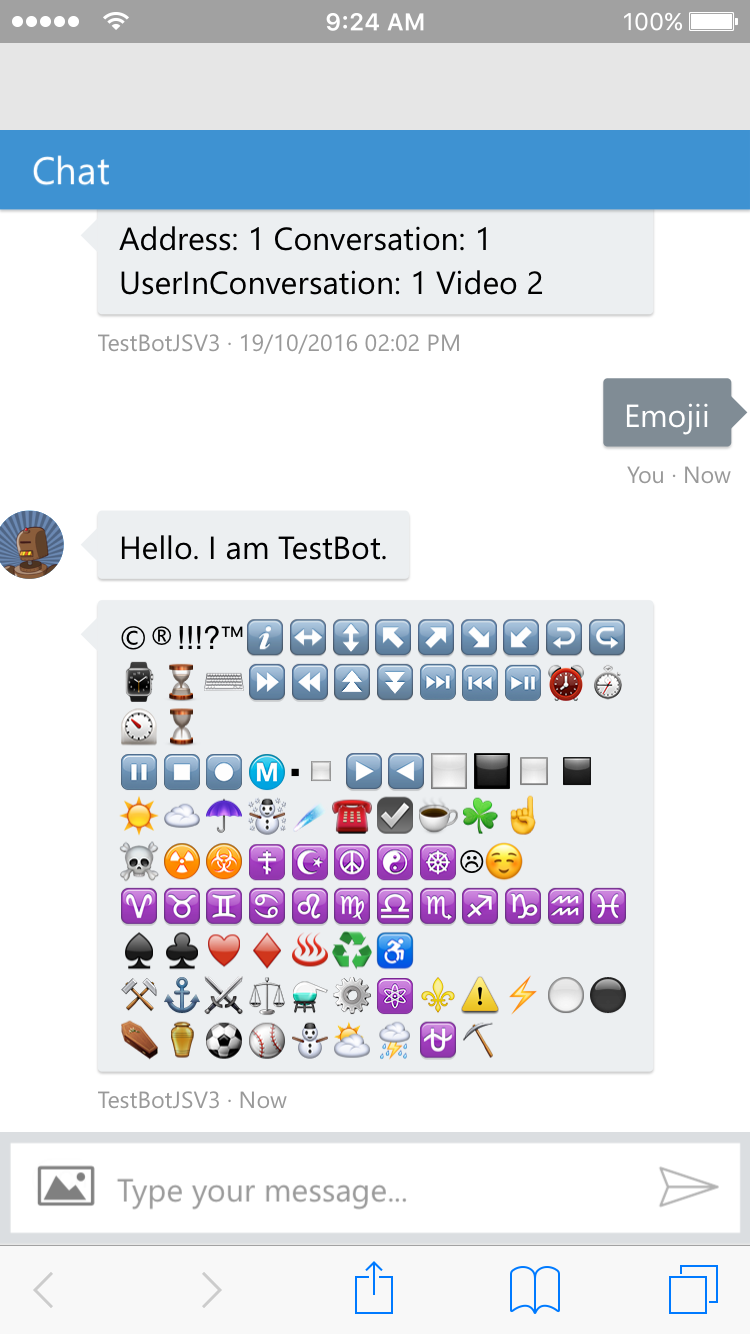 9:24 AM
100%
Chat
Address: 1 Conversation: 1
UserInConversation: 1 Video 2
TestBotJSV3 · 19/10/2016 02:02 PM
Emojii
You · Now
Hello. I am TestBot.
©®!!!?™ℹ️↔️↕️↖️↗️↘️↙️↩️↪️
⌚⌛⌨️⏩⏪⏫⏬⏭️⏮️⏯️⏰⏱️
⏲️⏳
⏸️⏹️⏺️Ⓜ️▪▫️▶️◀️◻️◼️◽◾
☀️☁️☂️☃️☄️☎️☑️☕☘️☝️
☠️☢️☣️☦️☪️☮️☯️☸️☹☺️
♈♉♊♋♌♍♎♏♐♑♒♓
♠️♣️♥️♦️♨️♻️♿
⚒️⚓⚔️⚖️⚗️⚙️⚛️⚜️⚠️⚡⚪⚫
⚰️⚱️⚽⚾⛄⛅⛈️⛎⛏️
TestBotJSV3 · Now
Type your message...